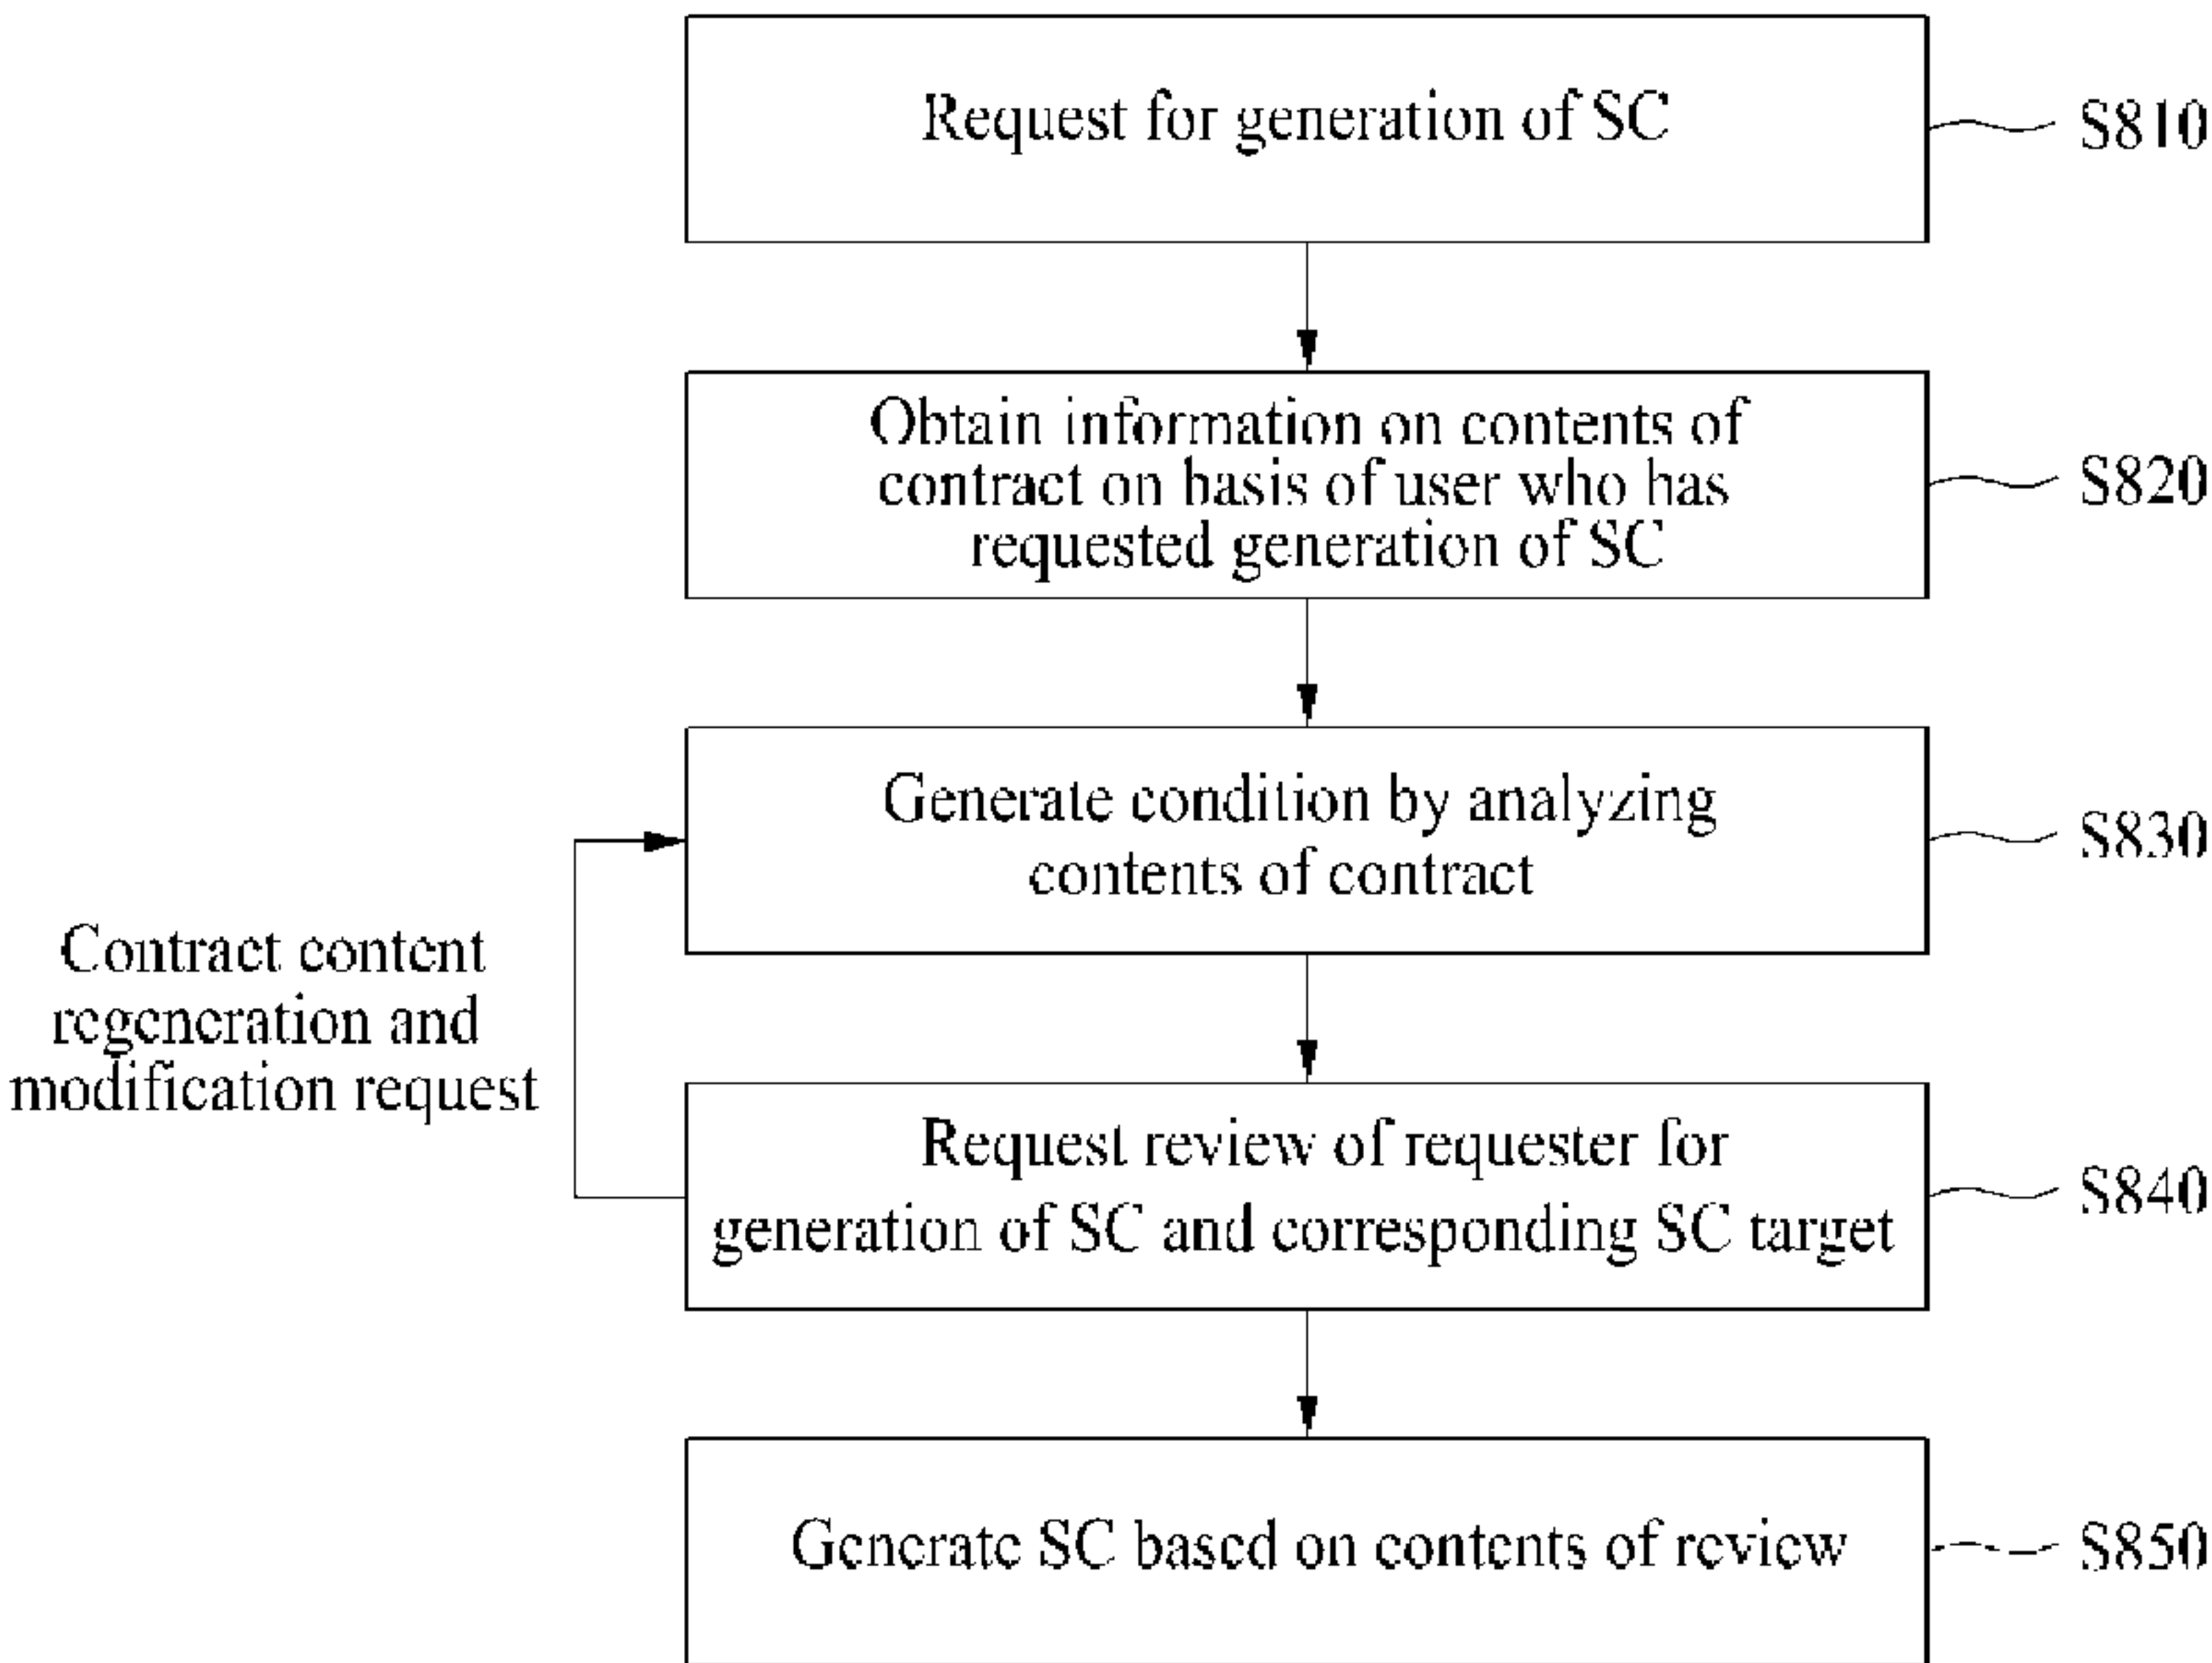 Request for generation of SC
S810
Obtain information on contents of
contract on basis of user who has
requested generation of SC
S820
Generate condition by analyzing
contents of contract
S830
Contract content
regeneration and
modification request
Request review of requester for
generation of SC and corresponding SC target
S840
Generate SC based on contents of review
S850